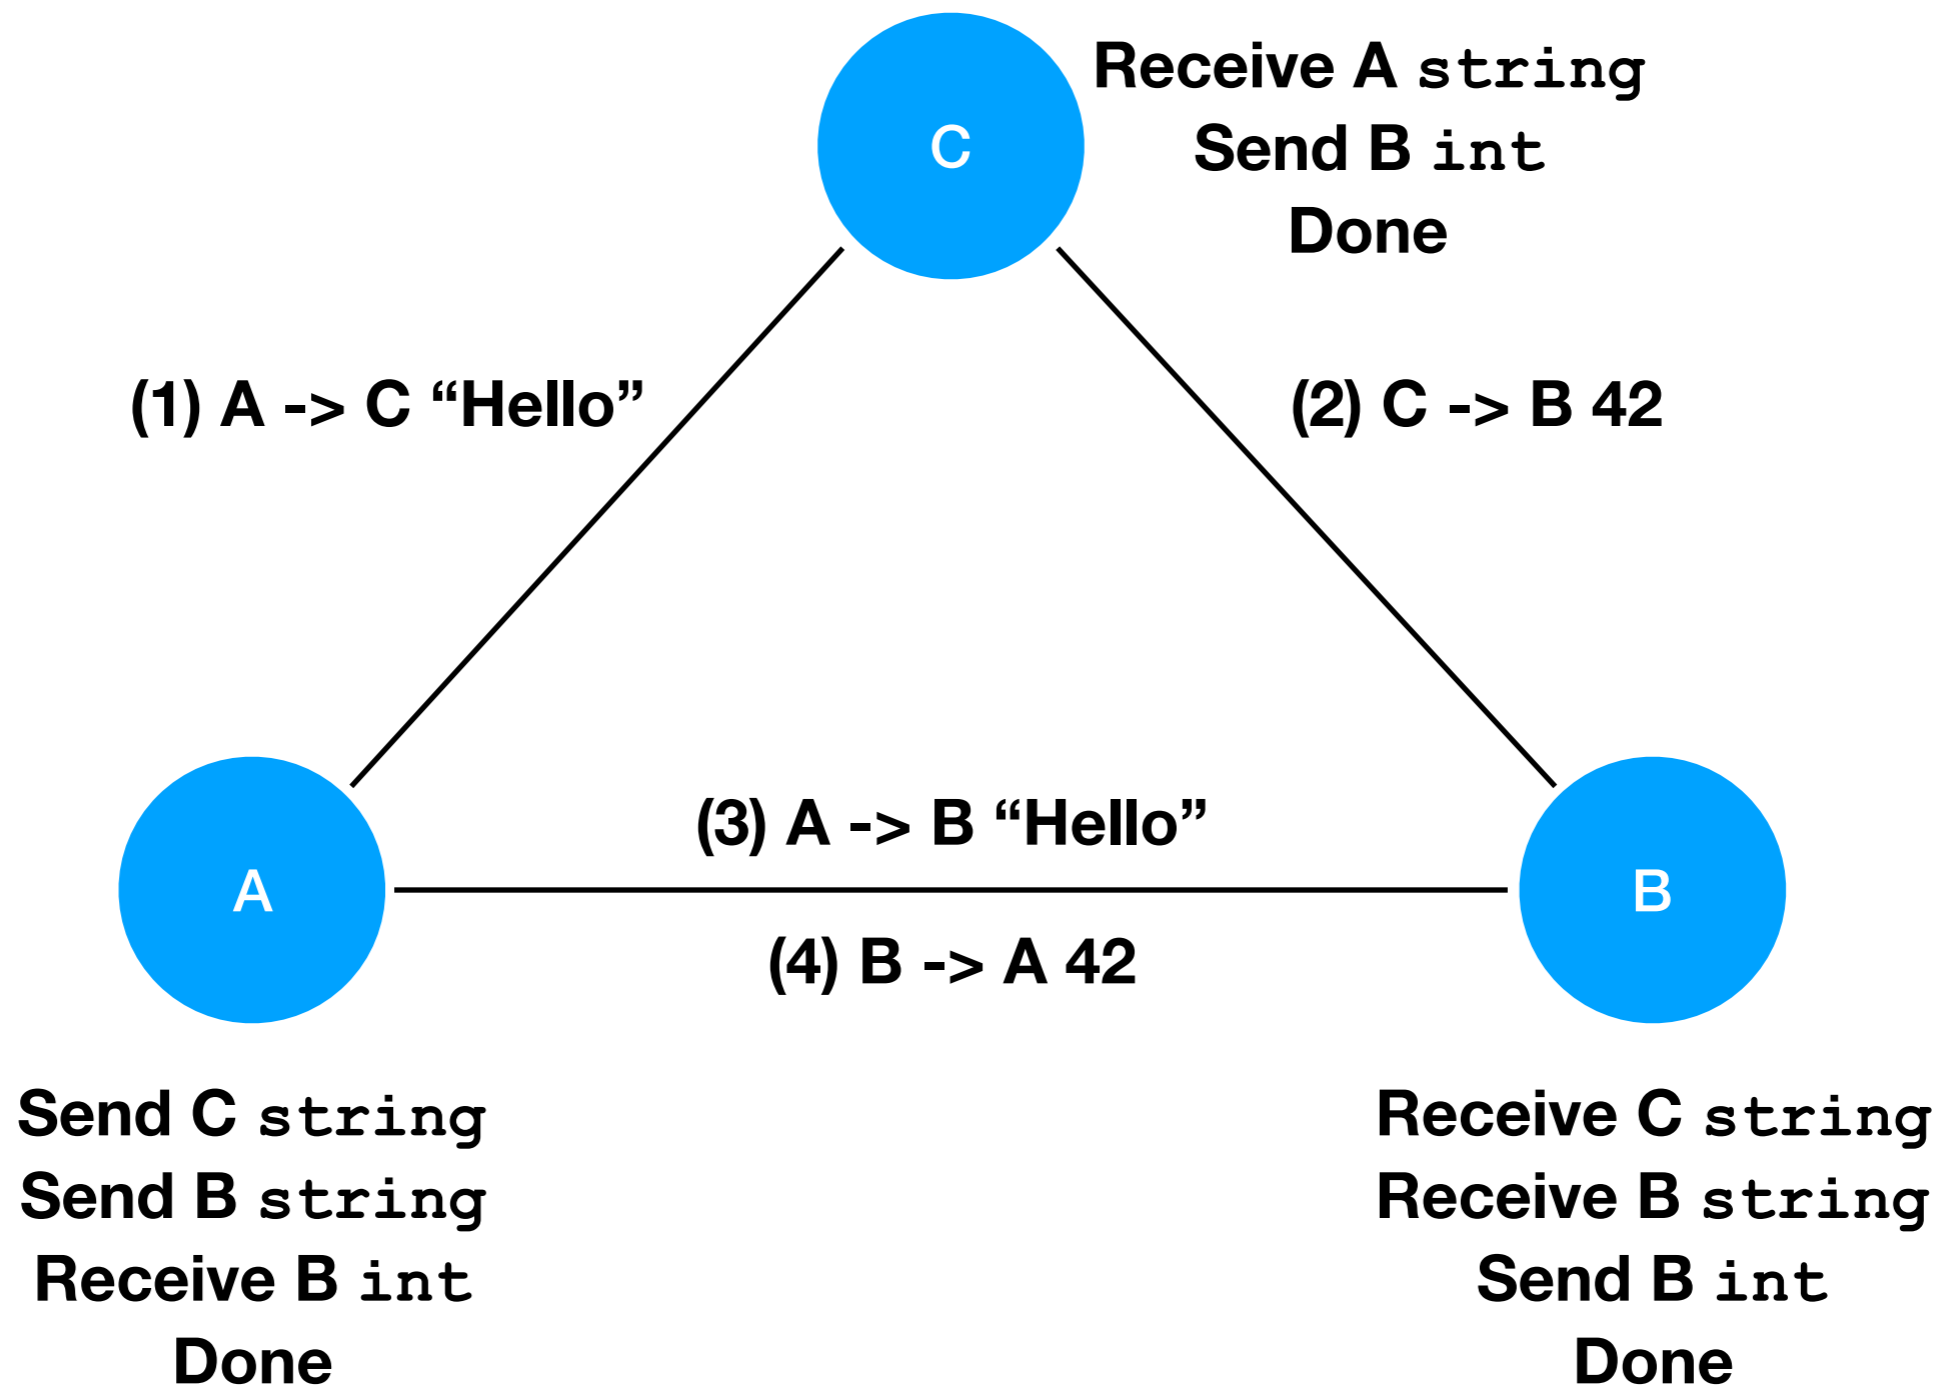 C
Receive A string
Send B int
Done
(1) A -> C “Hello”
(2) C -> B 42
(3) A -> B “Hello”
A
B
(4) B -> A 42
Send C string
Send B string
Receive B int
Done
Receive C string
Receive B string
Send B int
Done